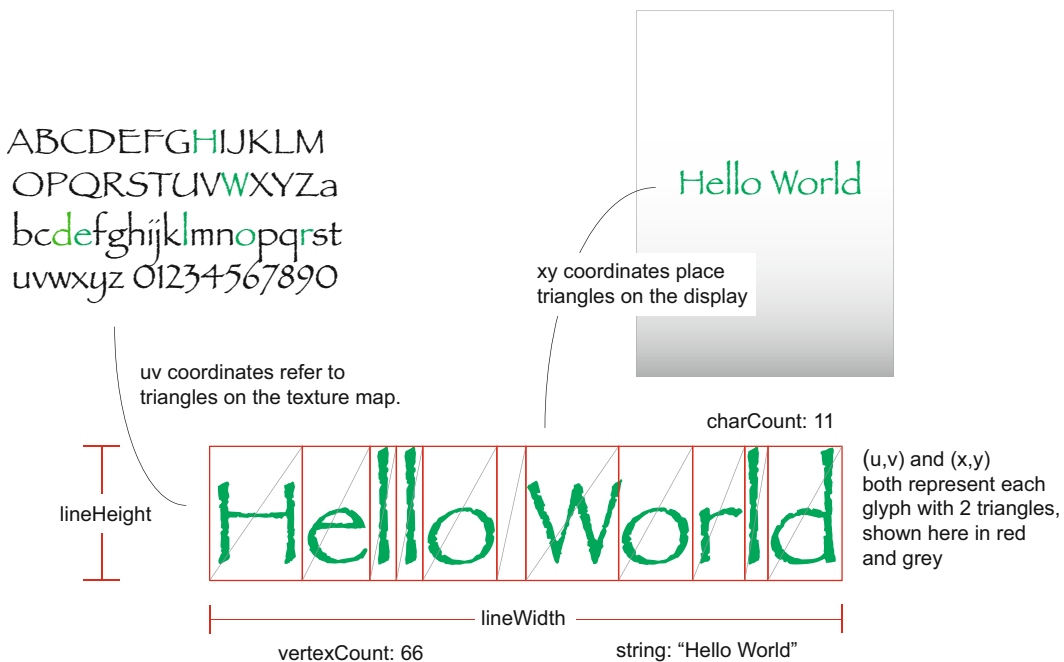 ABCDEFGHIJKLM
OPQRSTUVWXYZa
bcdefghijklmnopqrst
uvwxyz 01234567890
Hello World
xy coordinates place
triangles on the display
uv coordinates refer to
triangles on the texture map.
charCount: 11
lineHeight
Hello World
(u,v) and (x,y)
both represent each
glyph with 2 triangles,
shown here in red
and grey
lineWidth
vertexCount: 66
string: “Hello World”